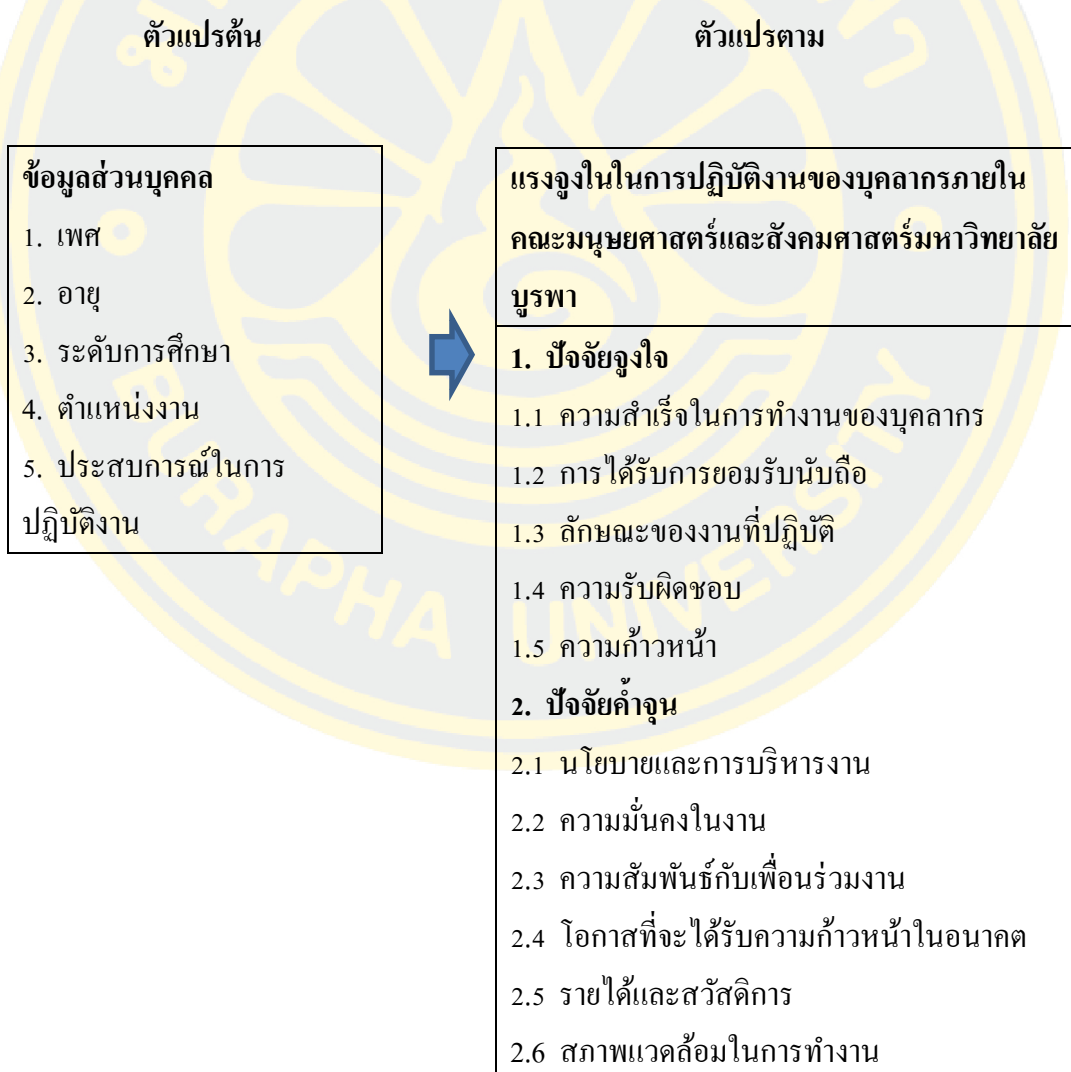 ตัวแปรต้น
ตัวแปรตาม
ข้อมูลส่วนบุคคล
1. เพศ
2. อายุ
3. ระดับการศึกษา
4. ตำแหน่งงาน
5. ประสบการณ์ในการ
ปฏิบัติงาน
แรงจูงในในการปฏิบัติงานของบุคลากรภายใน
คณะมนุษยศาสตร์และสังคมศาสตร์มหาวิทยาลัย
บูรพา
1. ปัจจัยจูงใจ
1.1 ความสำเร็จในการทำงานของบุคลากร
1.2 การได้รับการยอมรับนับถือ
1.3 ลักษณะของงานที่ปฏิบัติ
1.4 ความรับผิดชอบ
1.5 ความก้าวหน้า
2. ปัจจัยค้ำจุน
2.1 นโยบายและการบริหารงาน
2.2 ความมั่นคงในงาน
2.3 ความสัมพันธ์กับเพื่อนร่วมงาน
2.4 โอกาสที่จะได้รับความก้าวหน้าในอนาคต
2.5 รายได้และสวัสดิการ
2.6 สภาพแวดล้อมในการทำงาน
BURAPHA UNIVERSITY